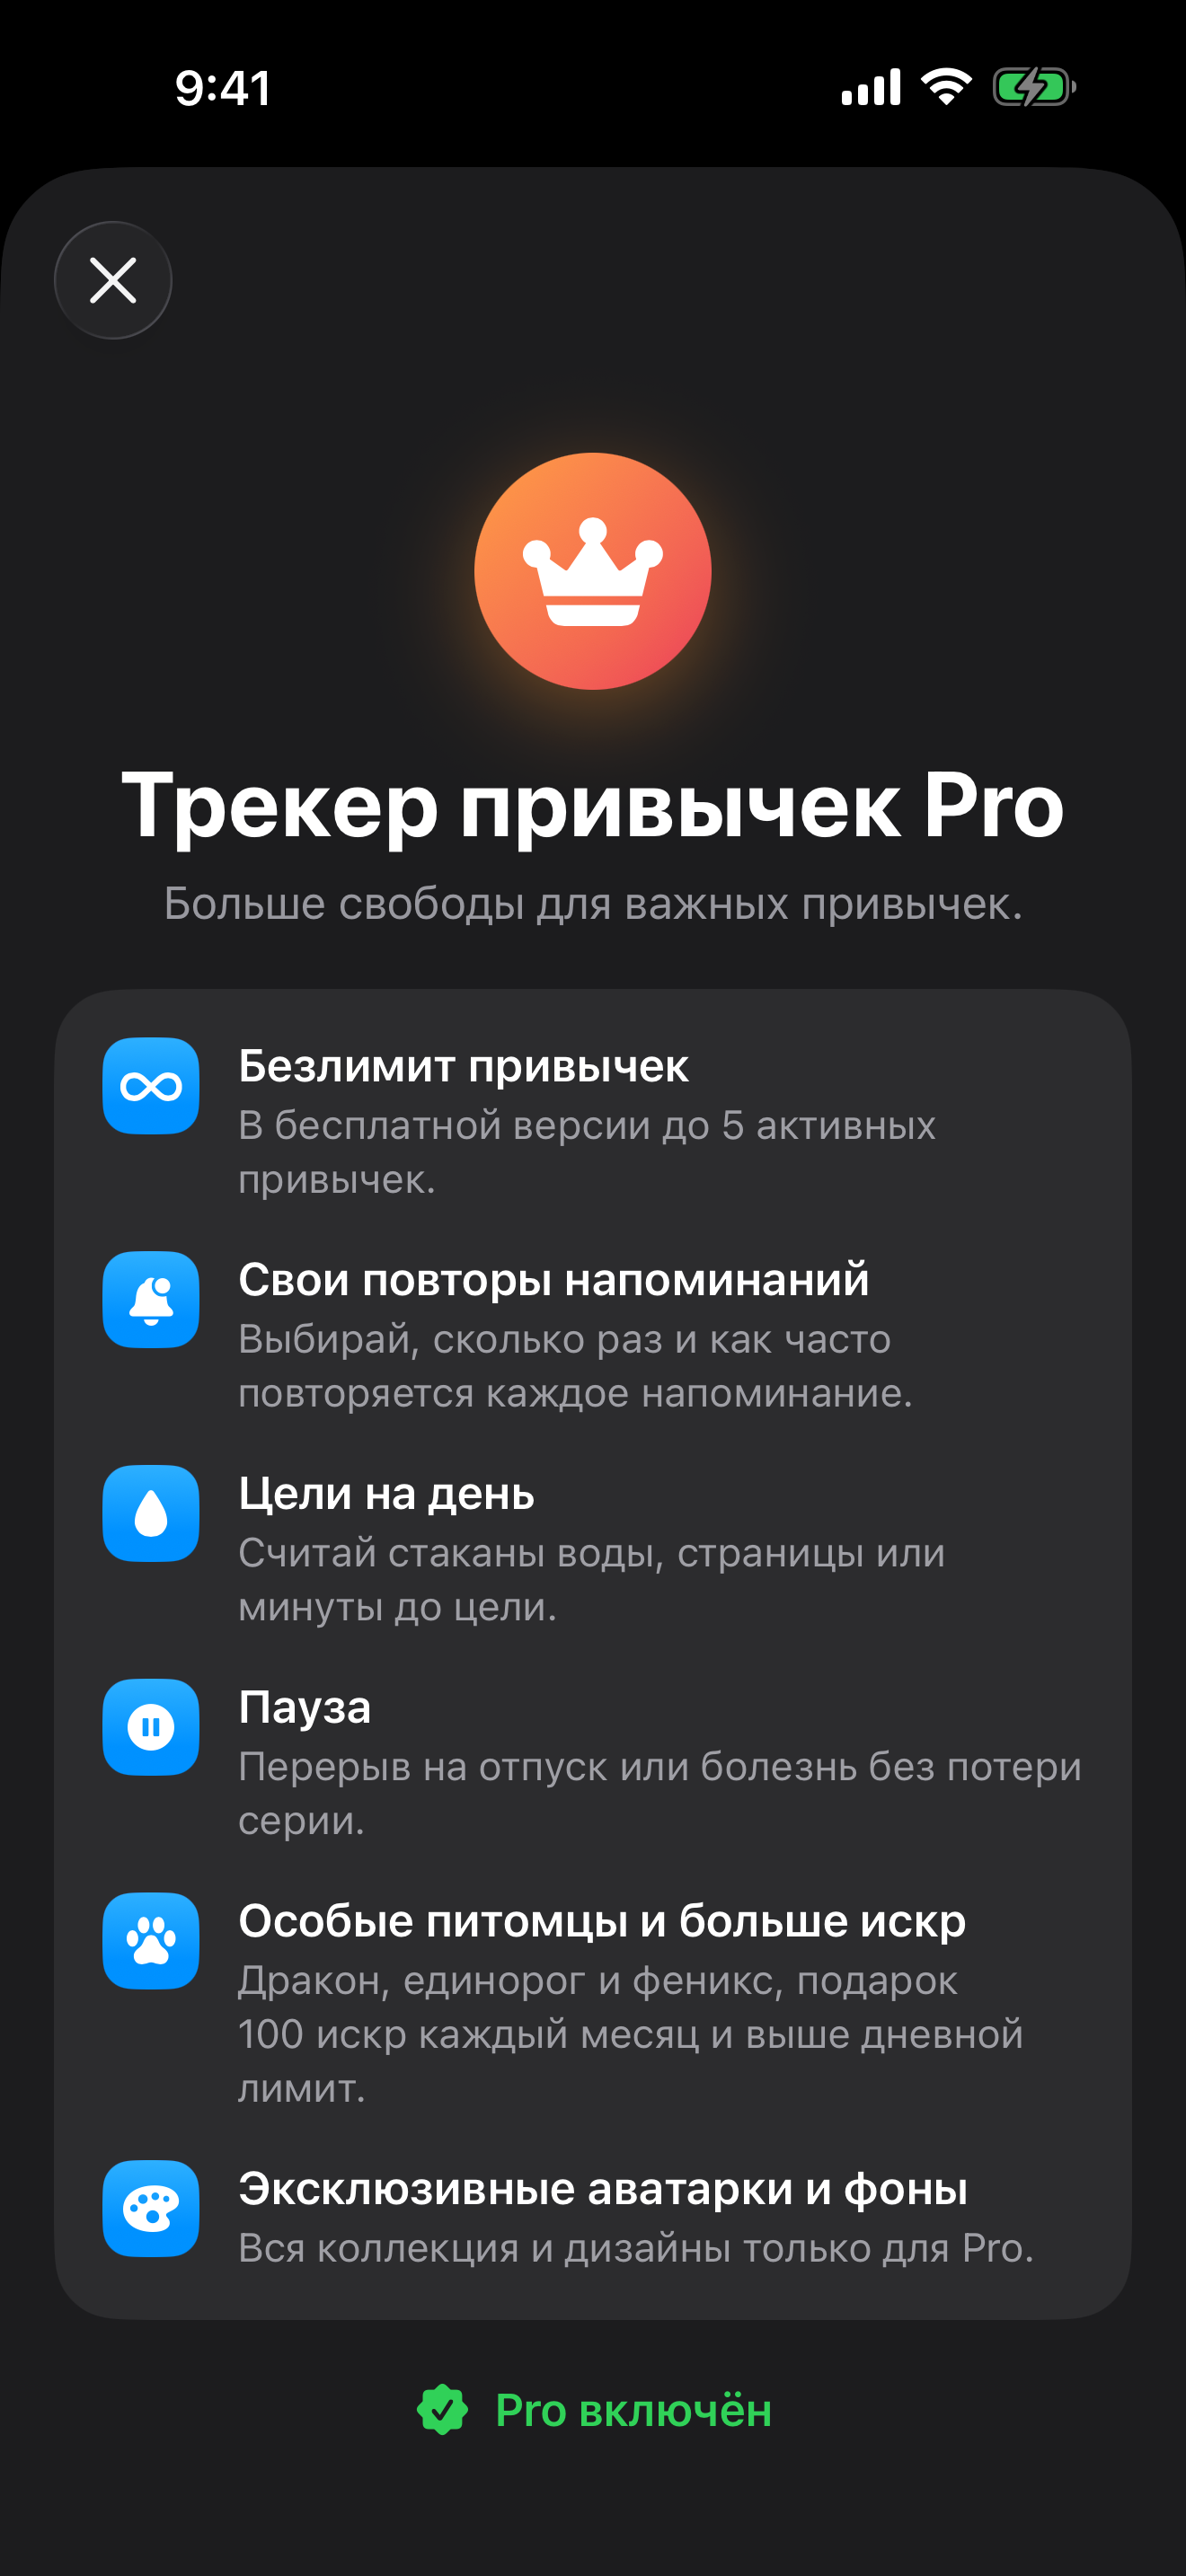 9:41
Трекер привычек Pro
Больше свободы для важных привычек.
Безлимит привычек
В бесплатной версии до 5 активных
привычек.
Свои повторы напоминаний
Выбирай, сколько раз и как часто
повторяется каждое напоминание.
Цели на день
Считай стаканы воды, страницы или
минуты до цели.
Пауза
Перерыв на отпуск или болезнь без потери
серии.
Особые питомцы и больше искр
Дракон, единорог и феникс, подарок
100 искр каждый месяц и выше дневной
лимит.
Эксклюзивные аватарки и фоны
Вся коллекция и дизайны только для Pro.
Pro включён